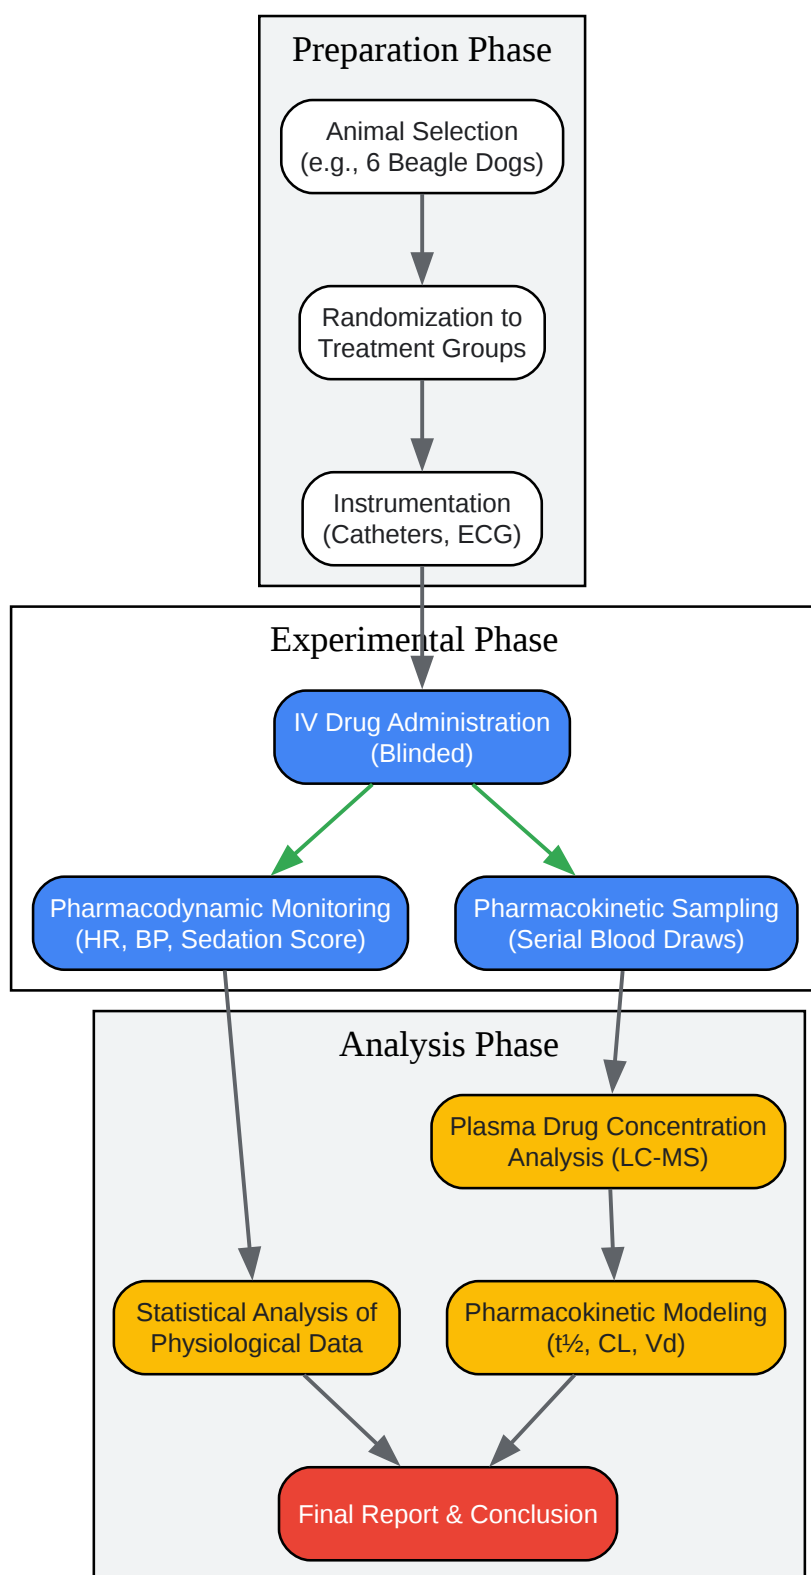 Preparation Phase
Animal Selection
(e.g., 6 Beagle Dogs)
Randomization to
Treatment Groups
Instrumentation
(Catheters, ECG)
Experimental Phase
IV Drug Administration
(Blinded)
Pharmacodynamic Monitoring
(HR, BP, Sedation Score)
Pharmacokinetic Sampling
(Serial Blood Draws)
Analysis Phase
Plasma Drug Concentration
Analysis (LC-MS)
Statistical Analysis of
Physiological Data
Pharmacokinetic Modeling
(t½, CL, Vd)
Final Report & Conclusion